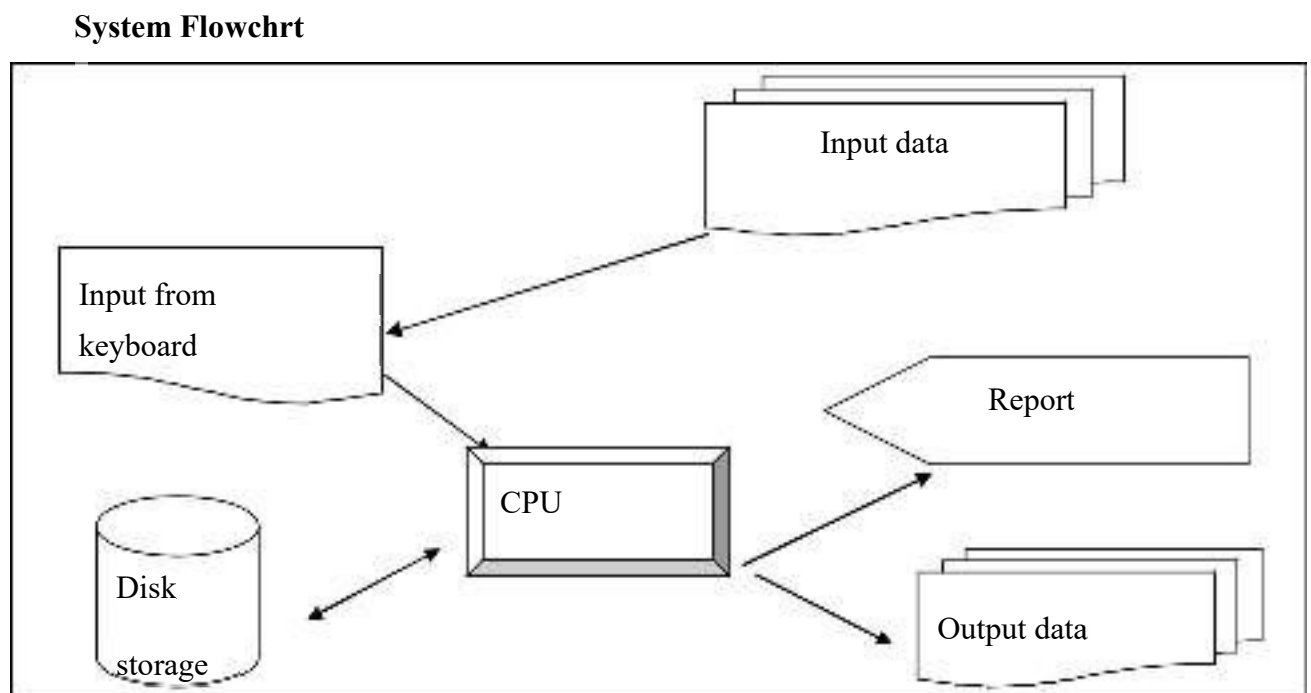 System Flowchrt
Input data
Input from
keyboard
Report
CPU
Disk
storage
Output data